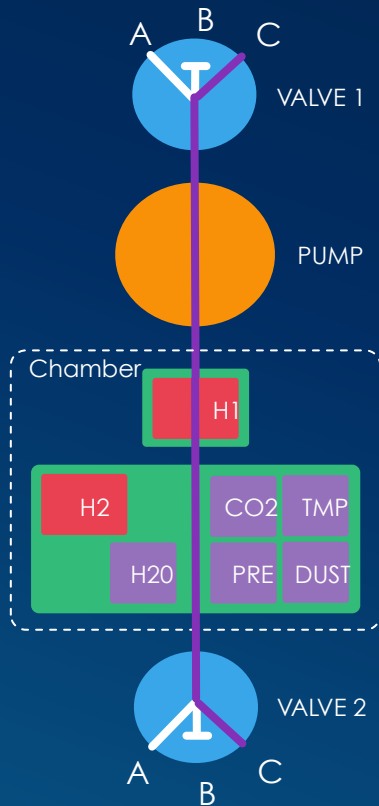 A B C
VALVE 1
PUMP
Chamber
H1
H2 CO2 TMP
H20 PRE DUST
VALVE 2
A B C